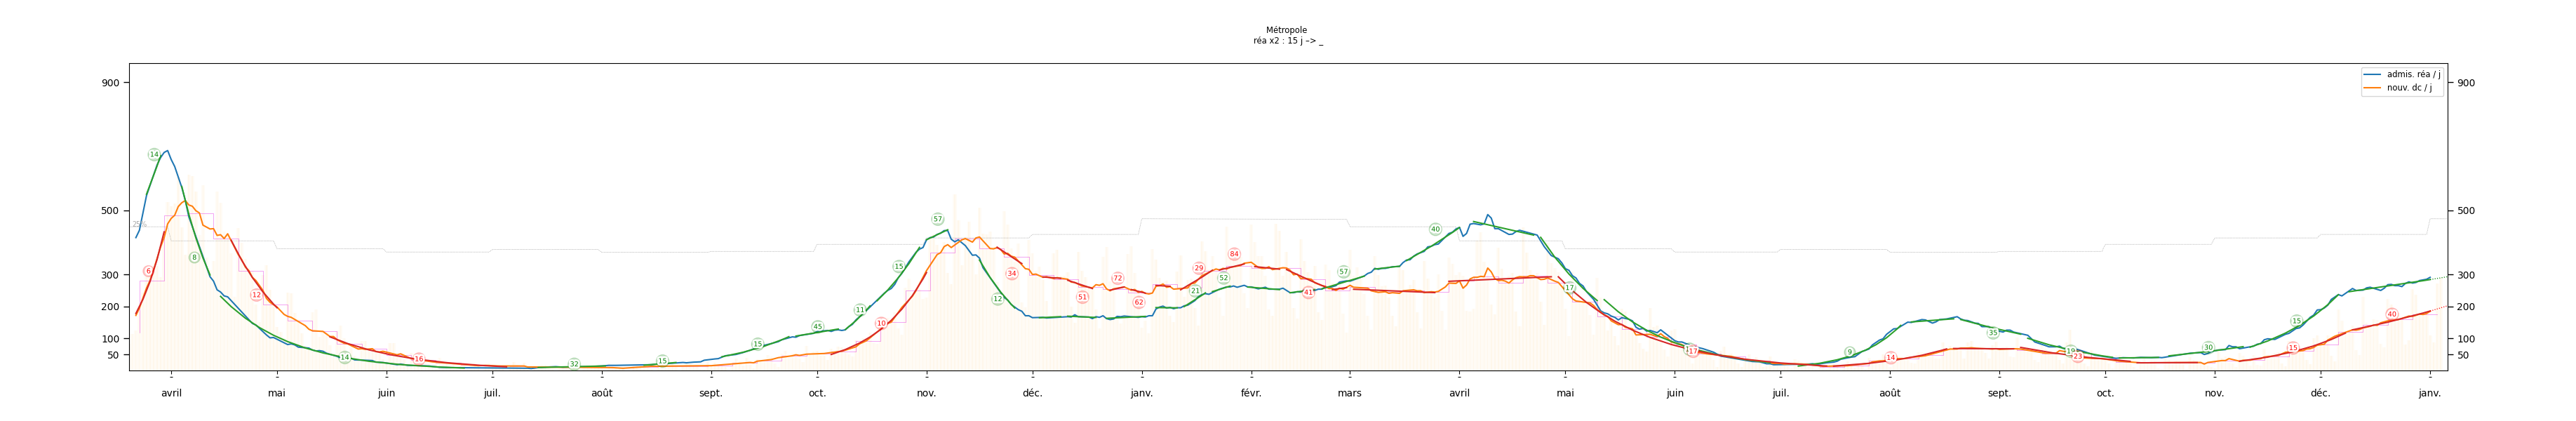 Métropole
réa x2 : 15 j –> _
900
900
admis. réa / j
nouv. dc / j
14
500
500
25%
57
40
84
6
8
15
12
34
72
29
52
57
300
300
12
11
10
51
62
21
41
17
200
200
45
40
15
15
100
100
14
16
32
15
17
9
14
35
19
23
30
15
50
50
avril
mai
juin
juil.
août
sept.
oct.
nov.
déc.
janv.
févr.
mars
avril
mai
juin
juil.
août
sept.
oct.
nov.
déc.
janv.